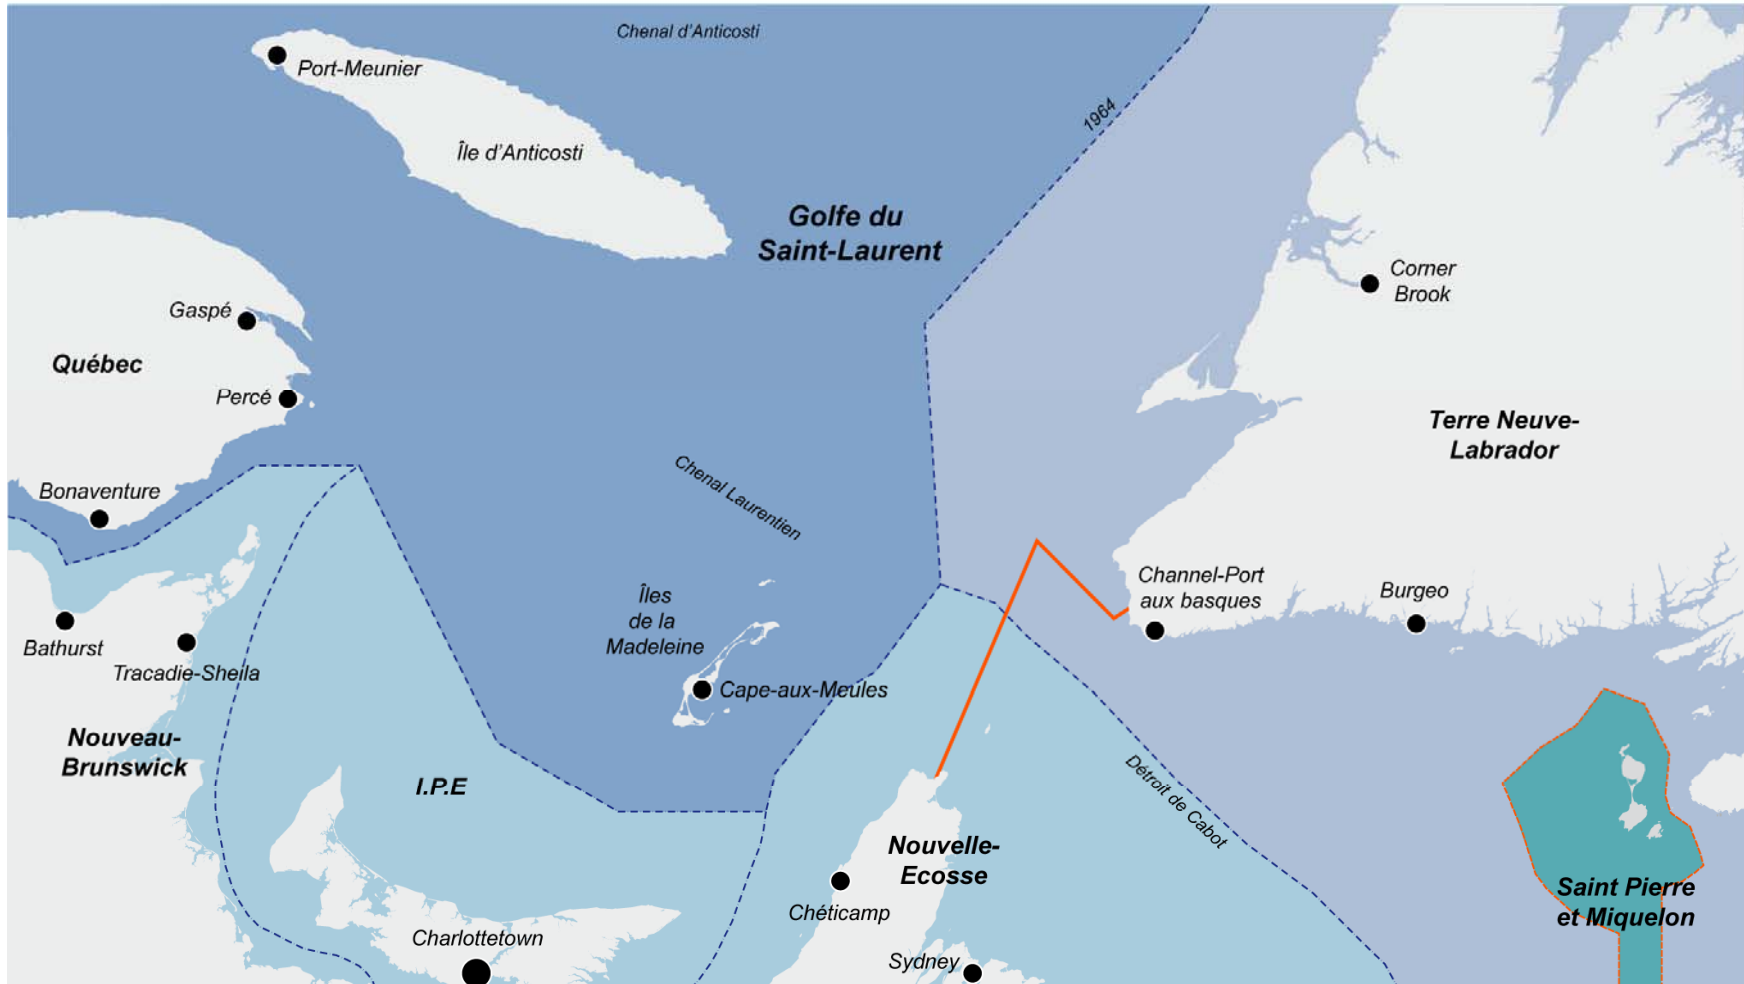 Chenal d'Anticosti
Port-Meunier
1964
Île d'Anticosti
Golfe du
Saint-Laurent
Corner
Brook
Gaspé
Québec
Percé
Terre Neuve-
Labrador
Chenal Laurentien
Bonaventure
Channel-Port
aux basques
Burgeo
Îles
de la
Madeleine
Bathurst
Tracadie-Sheila
Cape-aux-Meules
Nouveau-
Brunswick
I.P.E
Détroit de Cabot
Nouvelle-
Ecosse
Saint Pierre
et Miquelon
Chéticamp
Charlottetown
Sydney